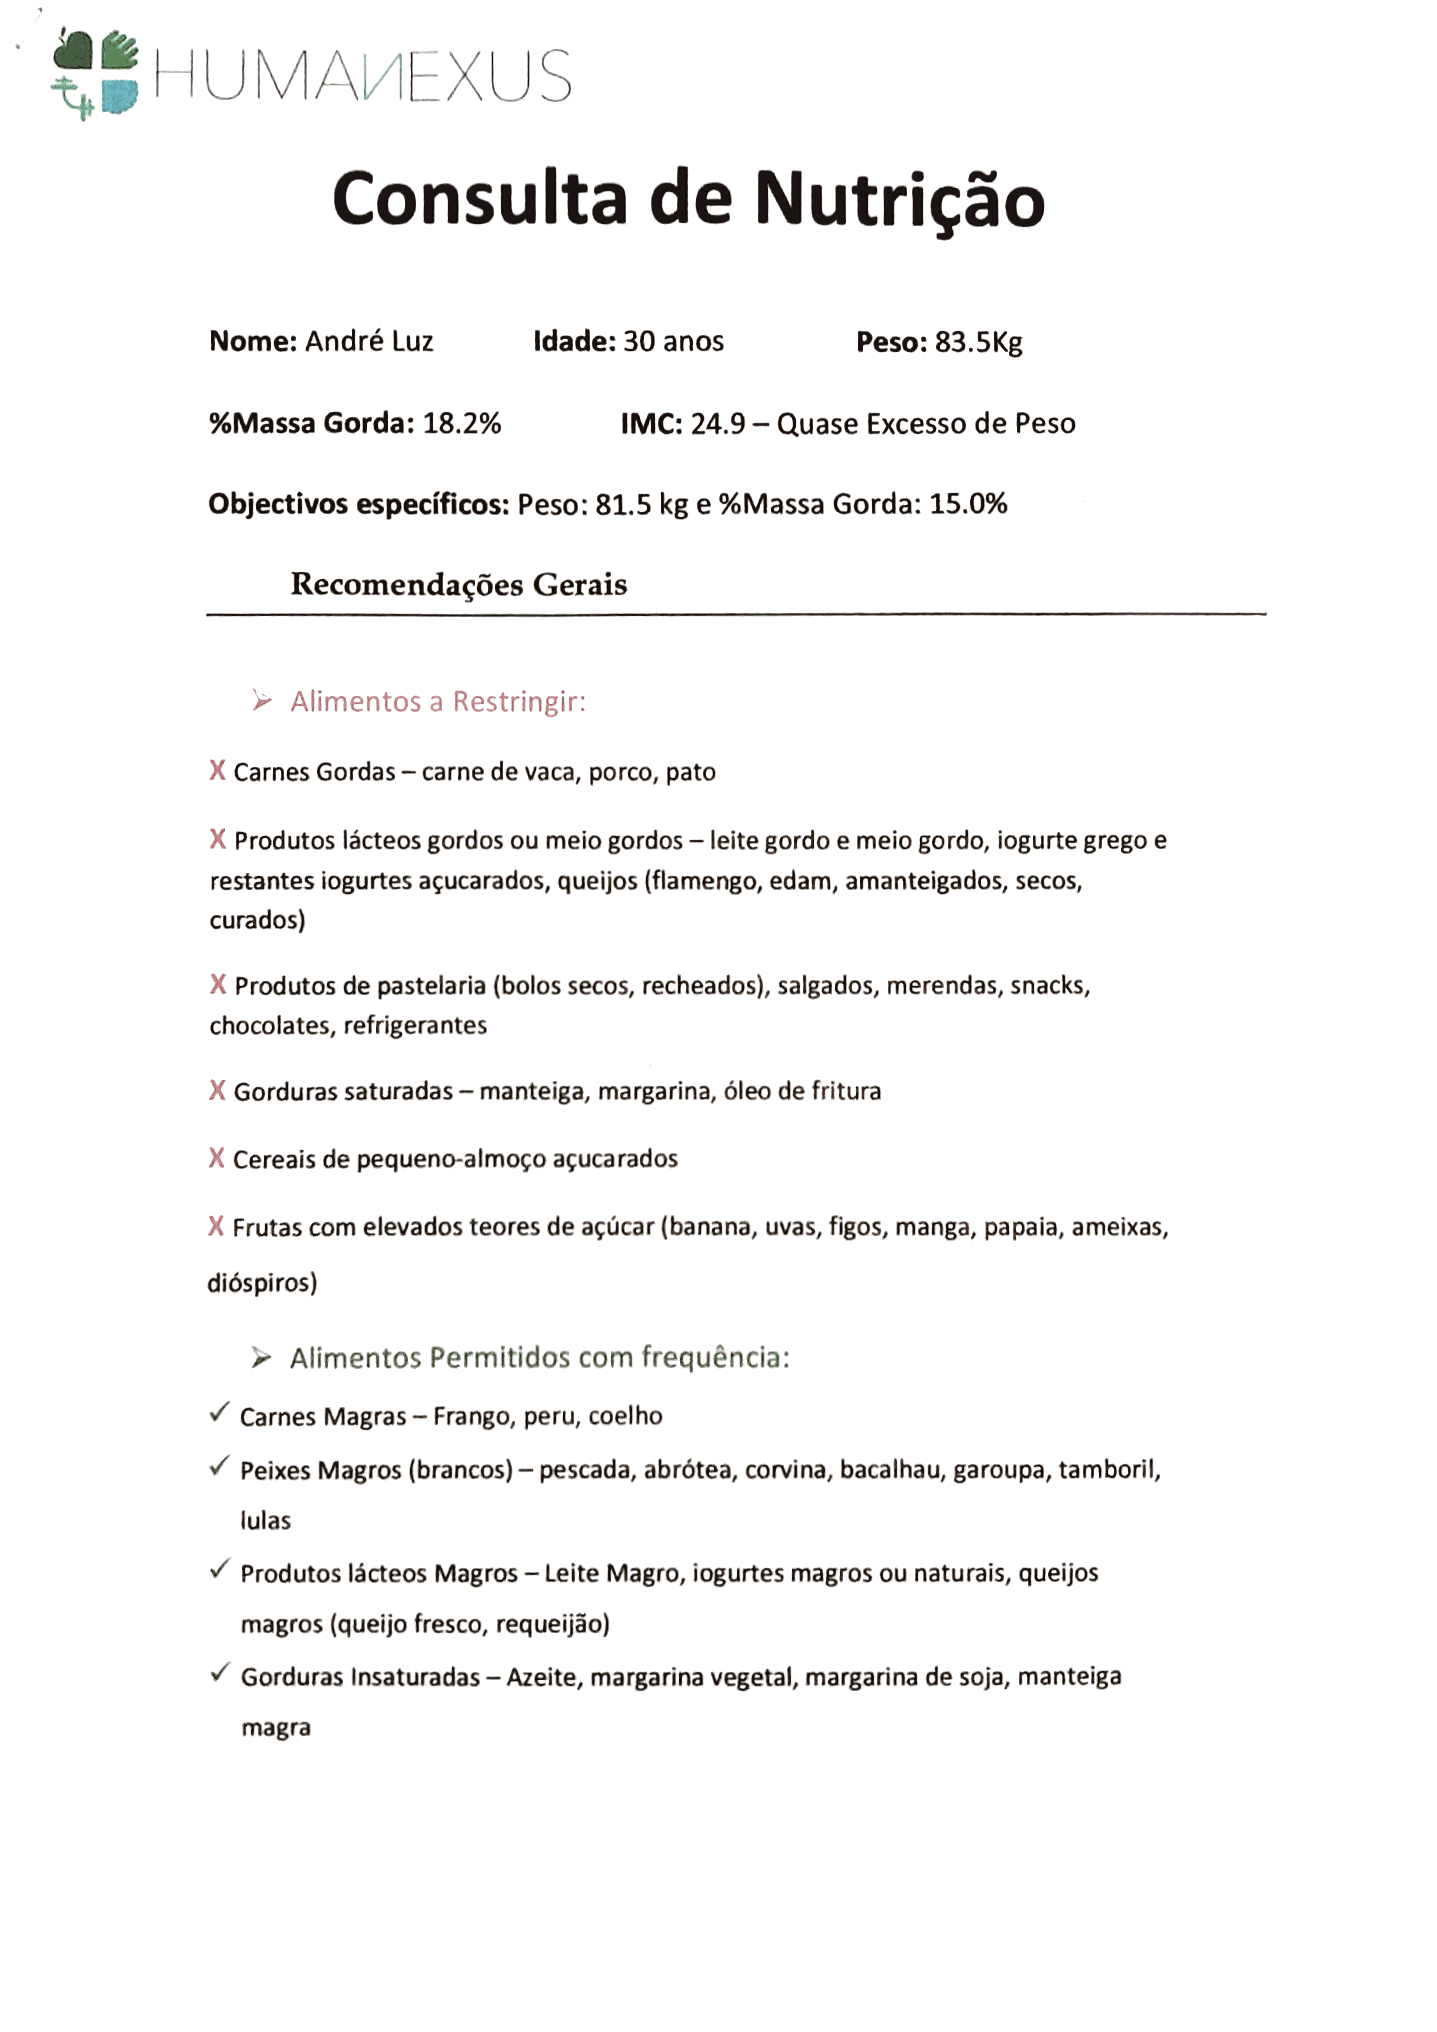 HUMANEXUS
Consulta de Nutrição
Nome: André Luz Idade: 30 anos Peso: 83.5Kg
%Massa Gorda: 18.2% IMC: 24.9 – Quase Excesso de Peso
Objectivos específicos: Peso: 81.5 kg e %Massa Gorda: 15.0%
Recomendações Gerais
➢ Alimentos a Restringir:
X Carnes Gordas – carne de vaca, porco, pato
X Produtos lácteos gordos ou meio gordos – leite gordo e meio gordo, iogurte grego e
restantes iogurtes açucarados, queijos (flamengo, edam, amanteigados, secos,
curados)
X Produtos de pastelaria (bolos secos, recheados), salgados, merendas, snacks,
chocolates, refrigerantes
X Gorduras saturadas – manteiga, margarina, óleo de fritura
X Cereais de pequeno-almoço açucarados
X Frutas com elevados teores de açúcar (banana, uvas, figos, manga, papaia, ameixas,
dióspiros)
➢ Alimentos Permitidos com frequência:
✓ Carnes Magras – Frango, peru, coelho
✓ Peixes Magros (brancos) – pescada, abrótea, corvina, bacalhau, garoupa, tamboril,
lulas
✓ Produtos lácteos Magros – Leite Magro, iogurtes magros ou naturais, queijos
magros (queijo fresco, requeijão)
✓ Gorduras Insaturadas – Azeite, margarina vegetal, margarina de soja, manteiga
magra